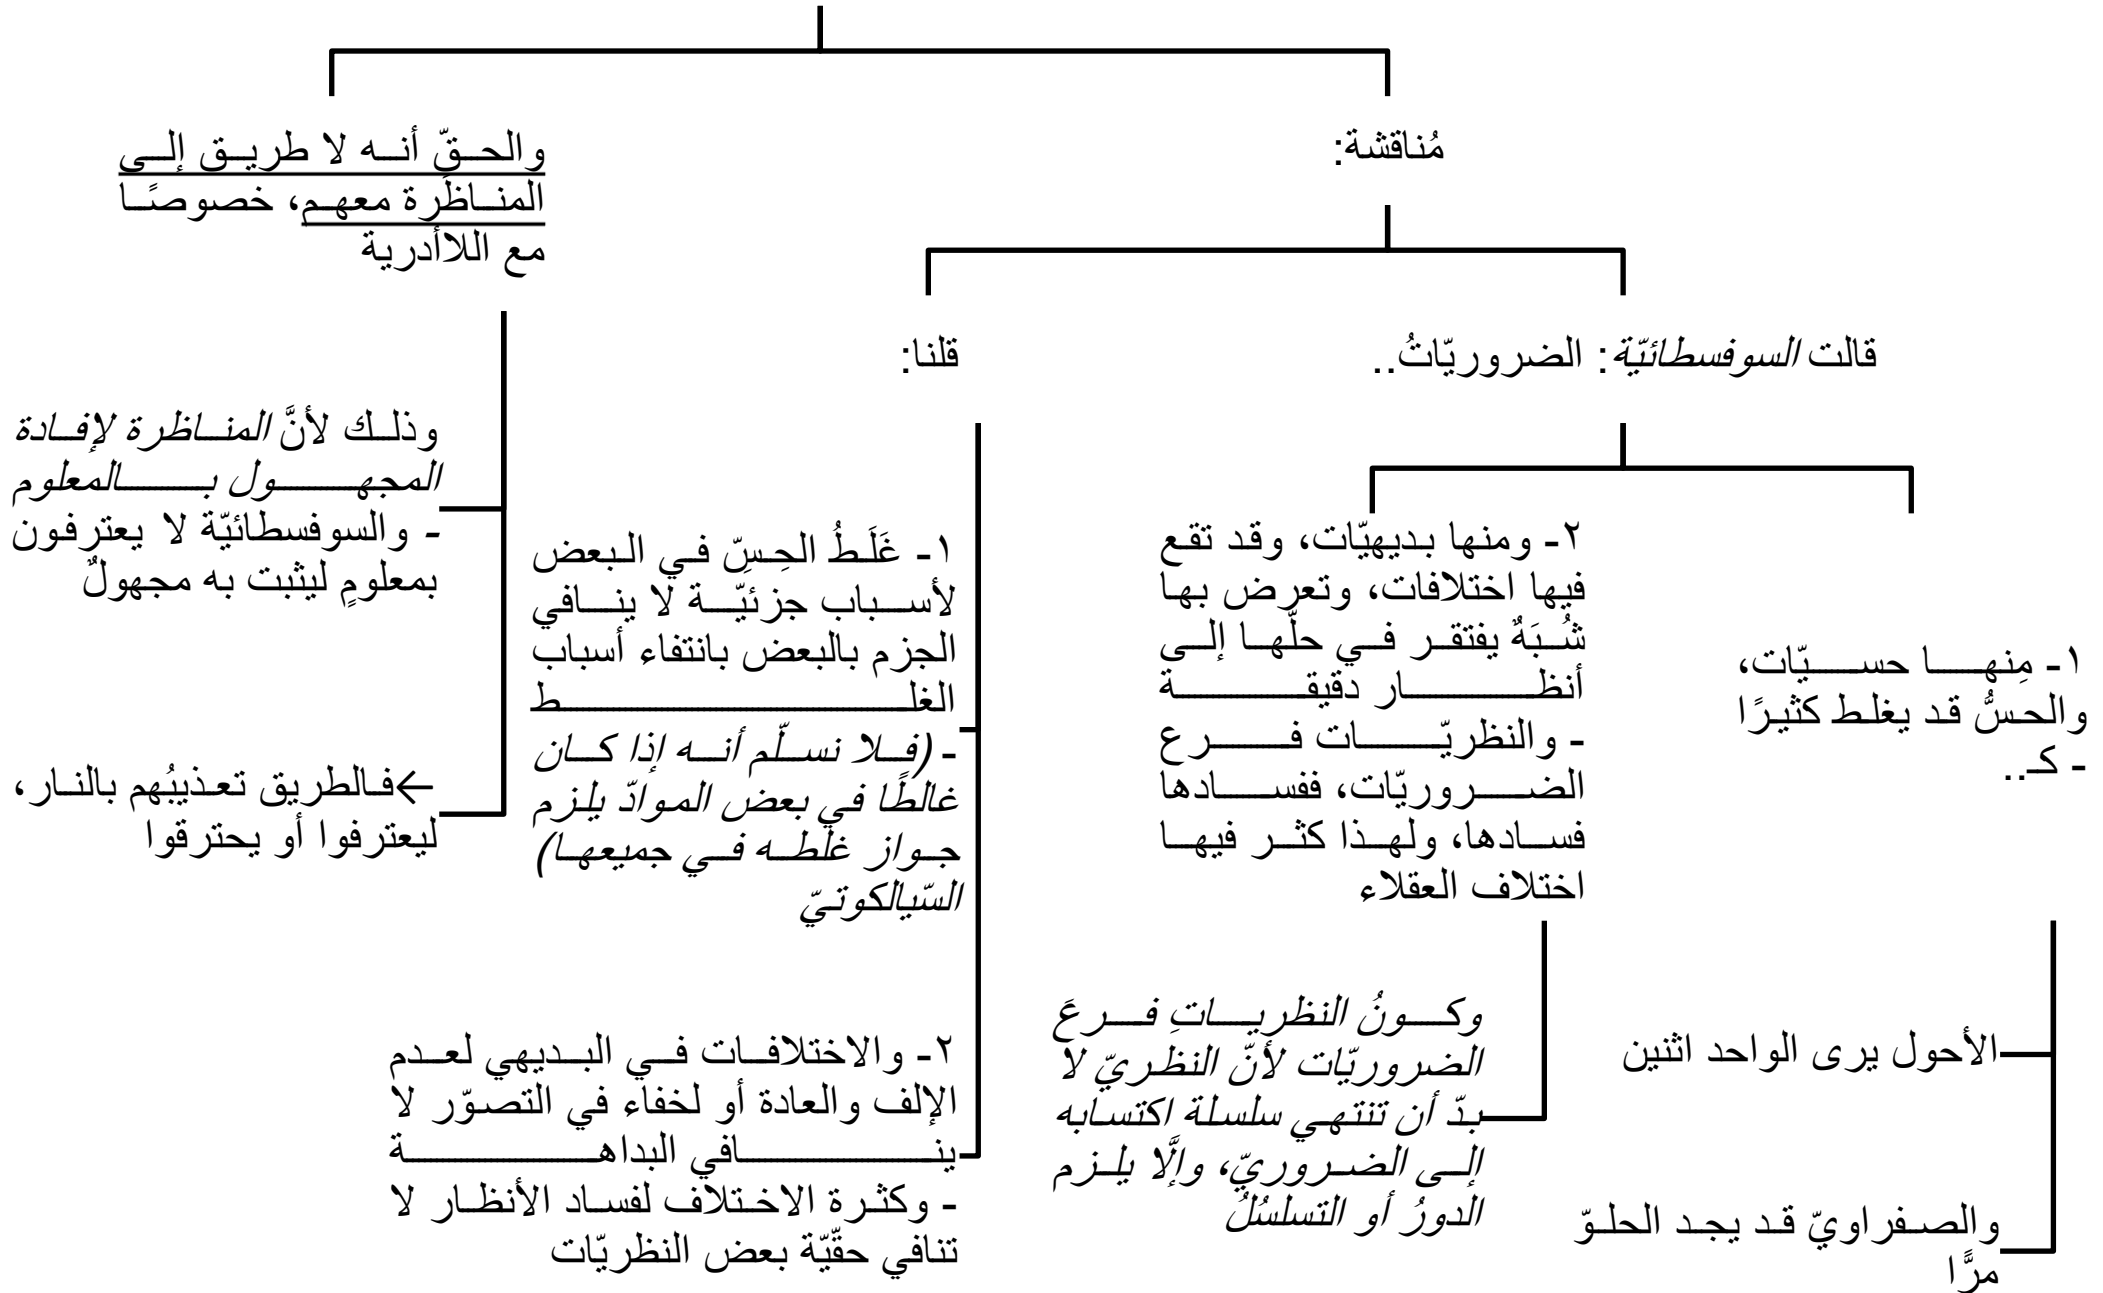 مُناقشة:
قالت السوفسطائيّة: الضروريّاتُ..
١- مِنها حسيّات،
والحسُّ قد يغلط كثيرًا
- كـ..
الأحول يرى الواحد اثنين
والصفراويّ قد يجد الحلوّ
مرًّا
٢- ومنها بديهيّات، وقد تقع
فيها اختلافات، وتعرض بها
شُبَهٌ يفتقر في حلّها إلى
أنظار دقيقة
- والنظريّات فرع
الضروريّات، ففسادها
فسادها، ولهذا كثر فيها
اختلاف العقلاء
وكونُ النظرياتِ فرعَ
الضروريّات لأنّ النظريّ لا
بدّ أن تنتهي سلسلة اكتسابه
إلى الضروريّ، وإلَّا يلزم
الدورُ أو التسلسُلُ
قلنا:
١- غَلَطُ الحِسِّ في البعض
لأسباب جزئيّة لا ينافي
الجزم بالبعض بانتفاء أسباب
الغلط
- (فلا نسلّم أنه إذا كان
غالطًا في بعض الموادّ يلزم
جواز غلطه في جميعها)
السّيالكوتيّ
٢- والاختلافات في البديهي لعدم
الإلف والعادة أو لخفاء في التصوّر لا
ينافي البداهة
- وكثرة الاختلاف لفساد الأنظار لا
تنافي حقّيّة بعض النظريّات
والحقّ أنه لا طريق إلى
المناظَرة معهم، خصوصًا
مع اللاأدرية
وذلك لأنَّ المناظرة لإفادة
المجهول بالمعلوم
- والسوفسطائيّة لا يعترفون
بمعلومٍ ليثبت به مجهولٌ
←فالطريق تعذيبُهم بالنار،
ليعترفوا أو يحترقوا